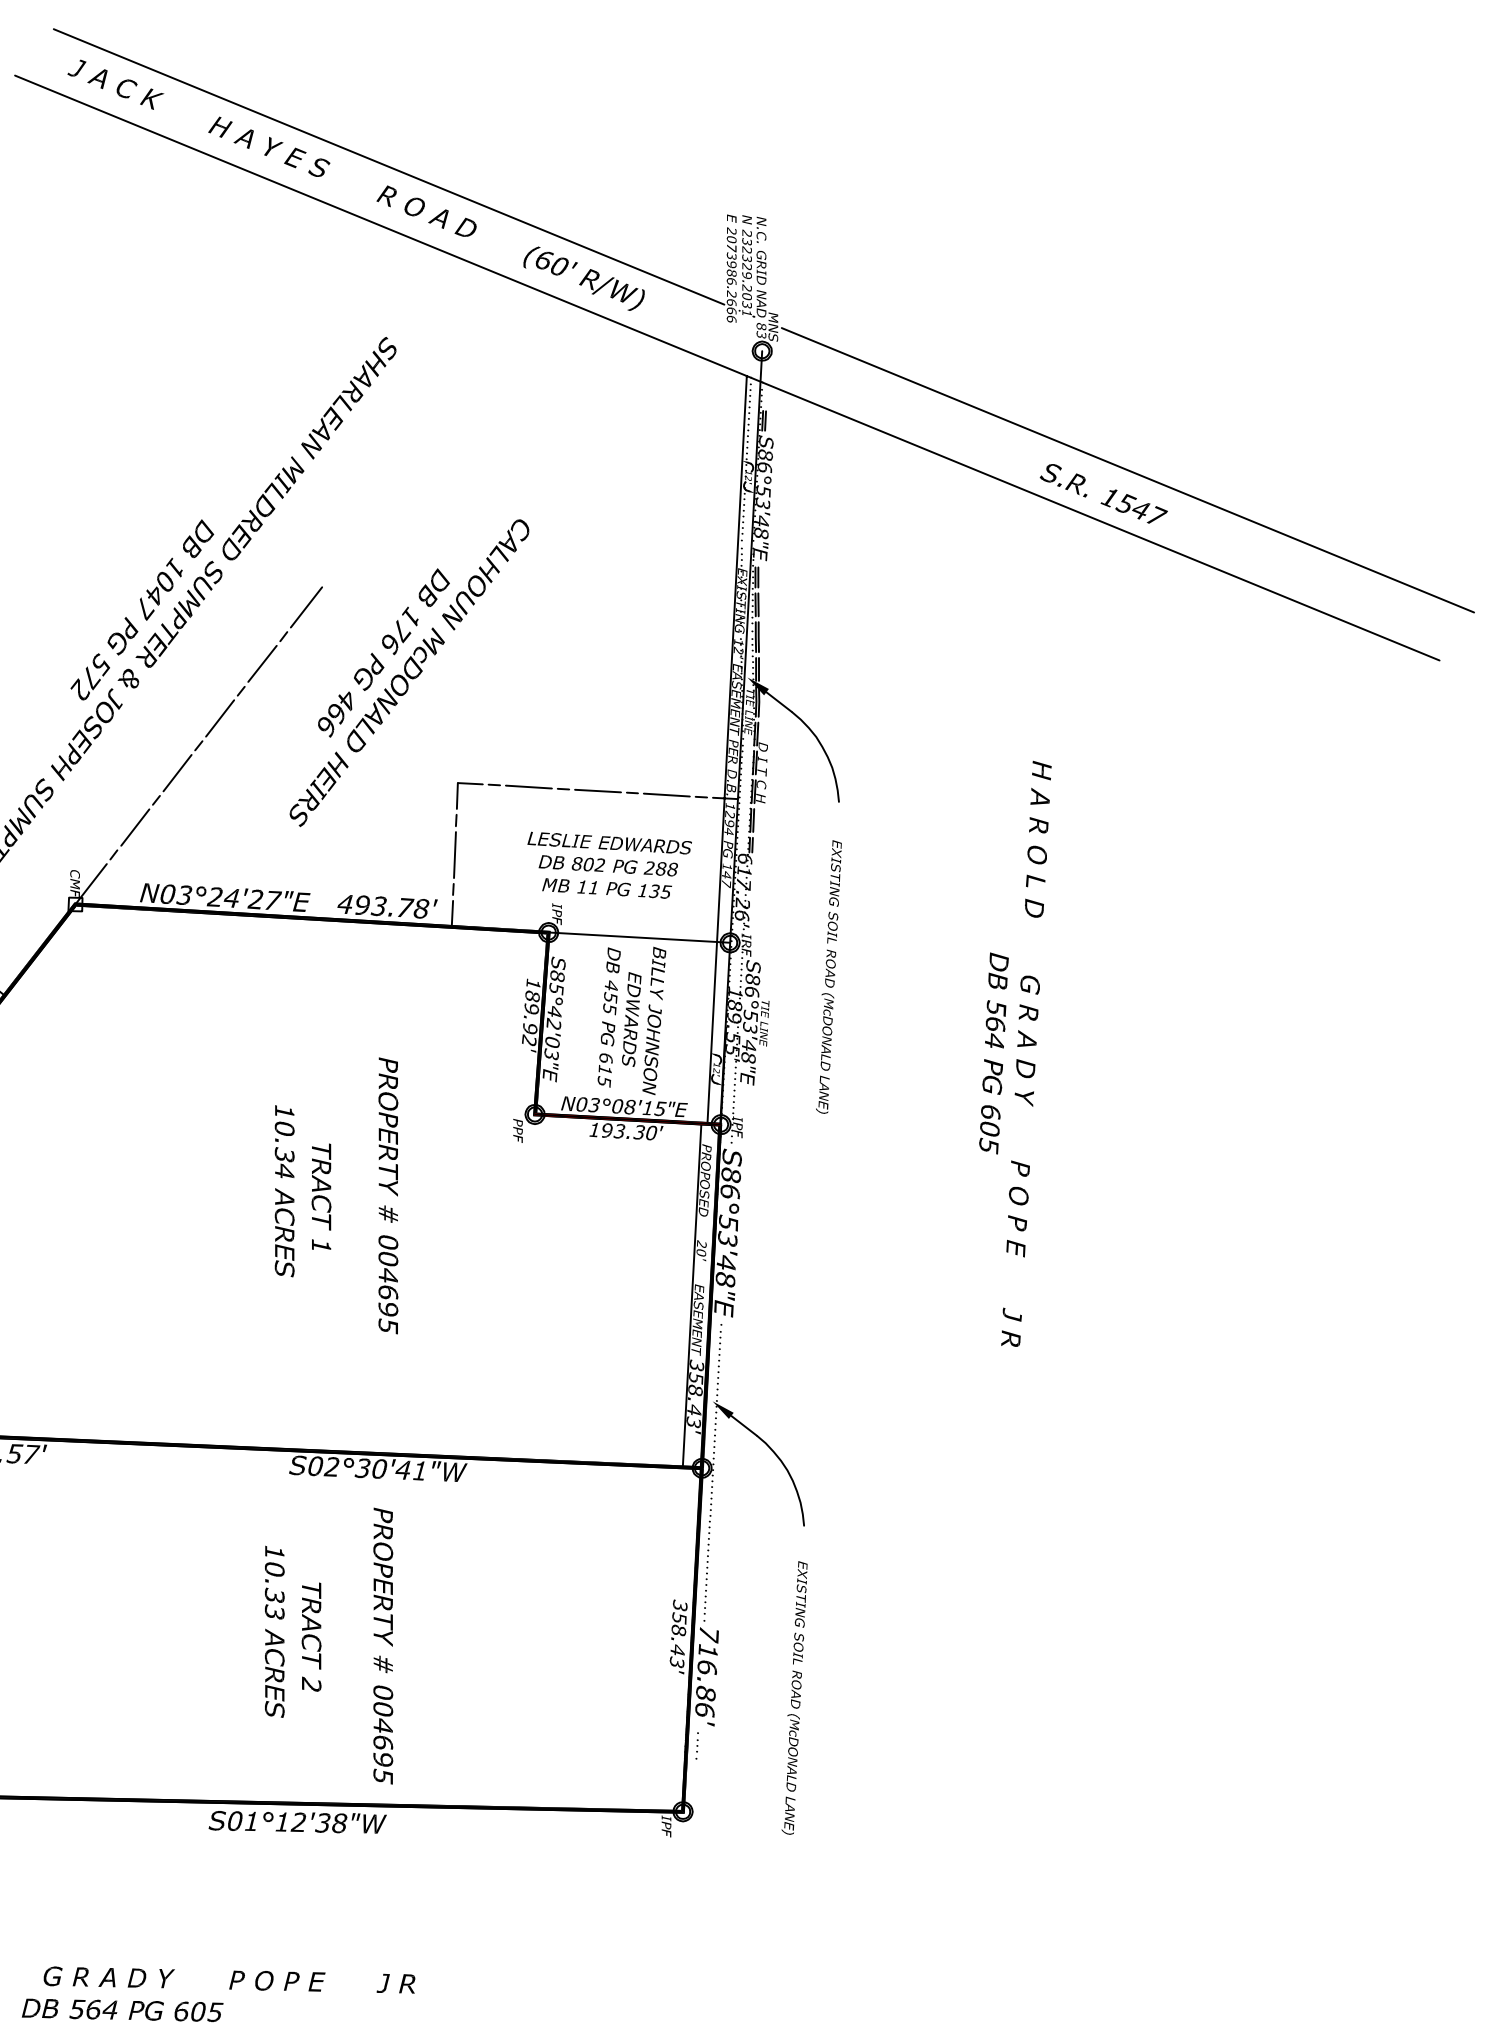 JACK HAYES ROAD (60' R/W)
S.R. 1547
N.C. GRID NAD 83
N 232329.2031
E 2073986.2666
MNS
SHARLEAN MILDRED SUMPTER & JOSEPH
DB 1047 PG 572
CALHOUN McDONALD HEIRS
DB 176 PG 466
S86°53'48"E
12'
EXISTING 12' EASEMENT PER D.B. 1294 PG 147
TIE LINE
DITCH
617.26'
EXISTING SOIL ROAD (McDONALD LANE)
HAROLD GRADY POPE JR
DB 564 PG 605
LESLIE EDWARDS
DB 802 PG 288
MB 11 PG 135
CMF
N03°24'27"E 493.78'
IPF
IRF
S86°53'48"E
189.55'
TIE LINE
12'
BILLY JOHNSON
EDWARDS
DB 455 PG 615
S85°42'03"E
189.92'
N03°08'15"E
193.30'
PPF
IPF
PROPERTY # 004695
TRACT 1
10.34 ACRES
S86°53'48"E
PROPOSED 20' EASEMENT
358.43'
.57'
S02°30'41"W
EXISTING SOIL ROAD (McDONALD LANE)
PROPERTY # 004695
TRACT 2
10.33 ACRES
358.43'
716.86'
S01°12'38"W
IPF
GRADY POPE JR
DB 564 PG 605